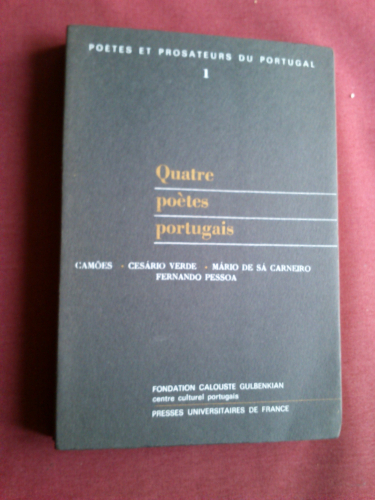 POÈTES ET PROSATEURS DU PORTUGAL
1
Quatre
poètes
portugais
CAMÕES • CESÁRIO VERDE • MÁRIO DE SÁ CARNEIRO
FERNANDO PESSOA
FONDATION CALOUSTE GULBENKIAN
centre culturel portugais
PRESSES UNIVERSITAIRES DE FRANCE